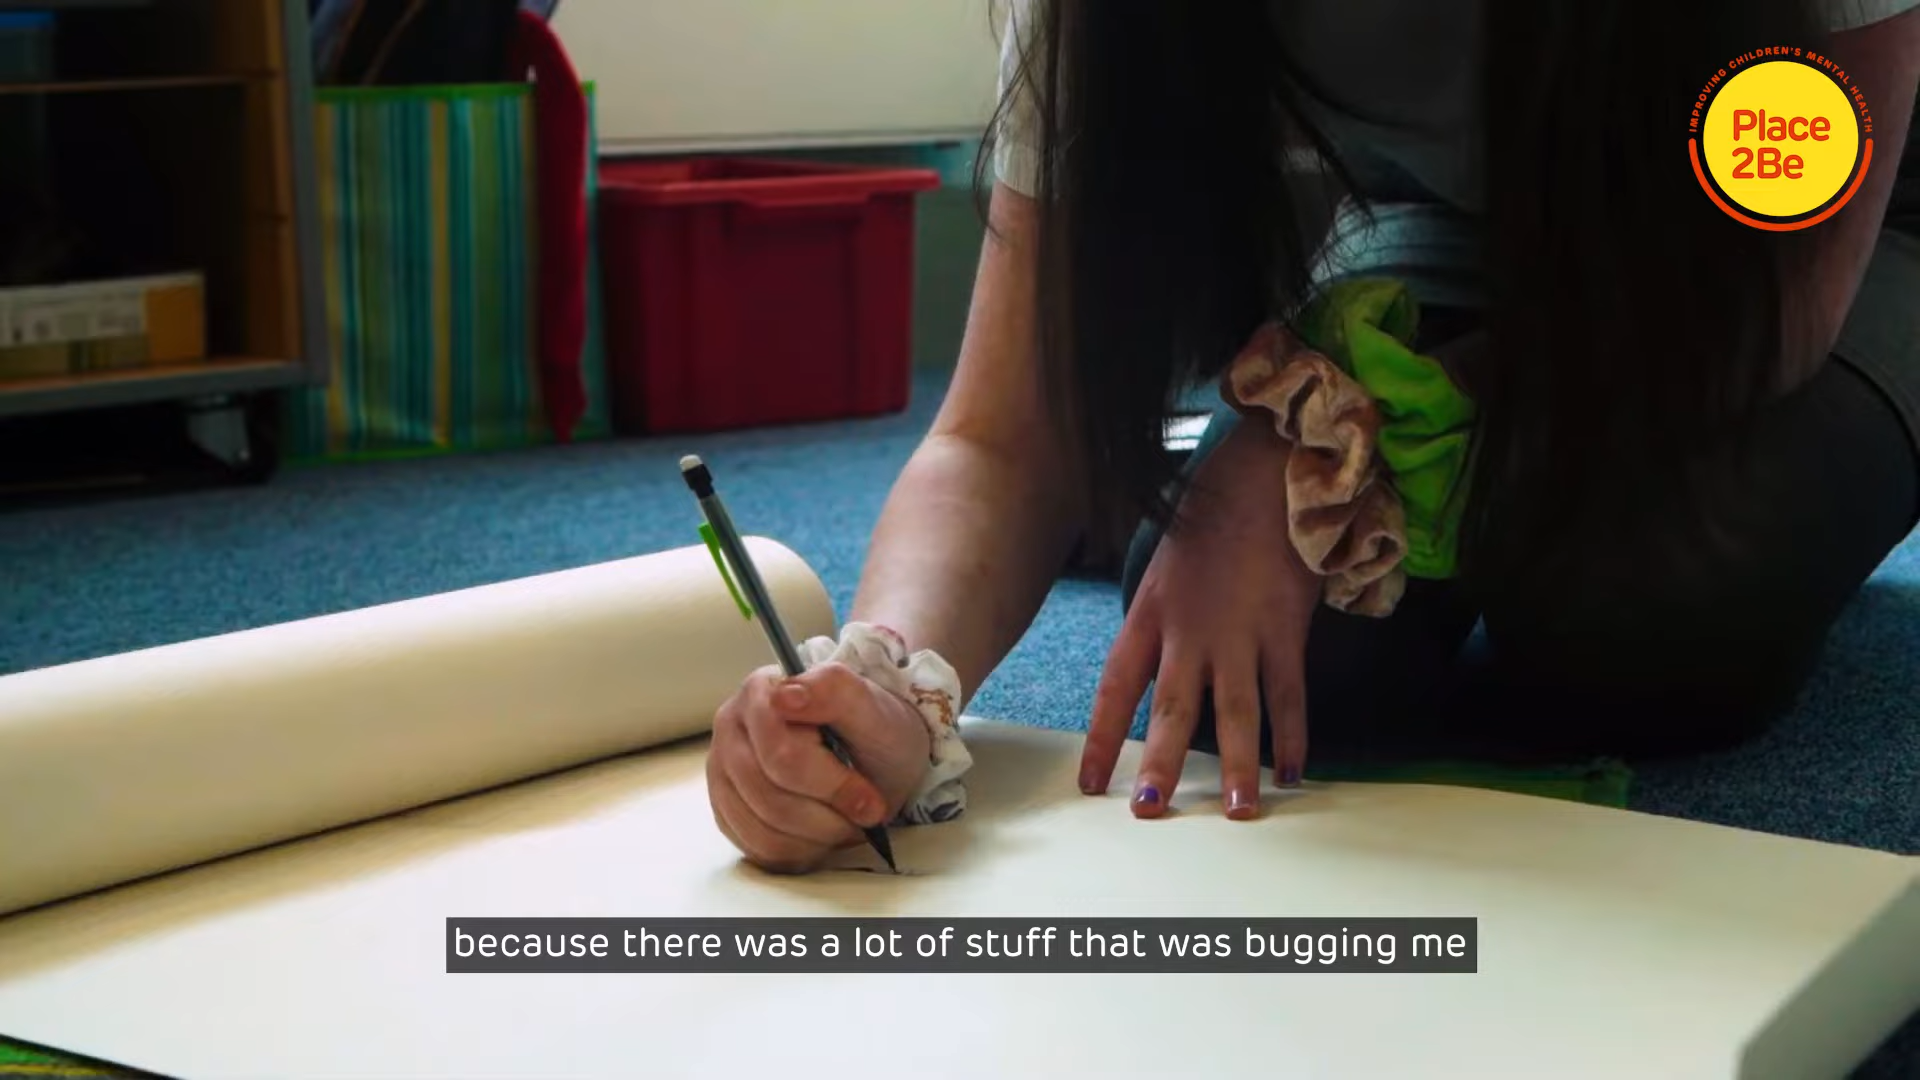 IMPROVING CHILDREN'S MENTAL HEALTH
Place
2Be
because there was a lot of stuff that was bugging me